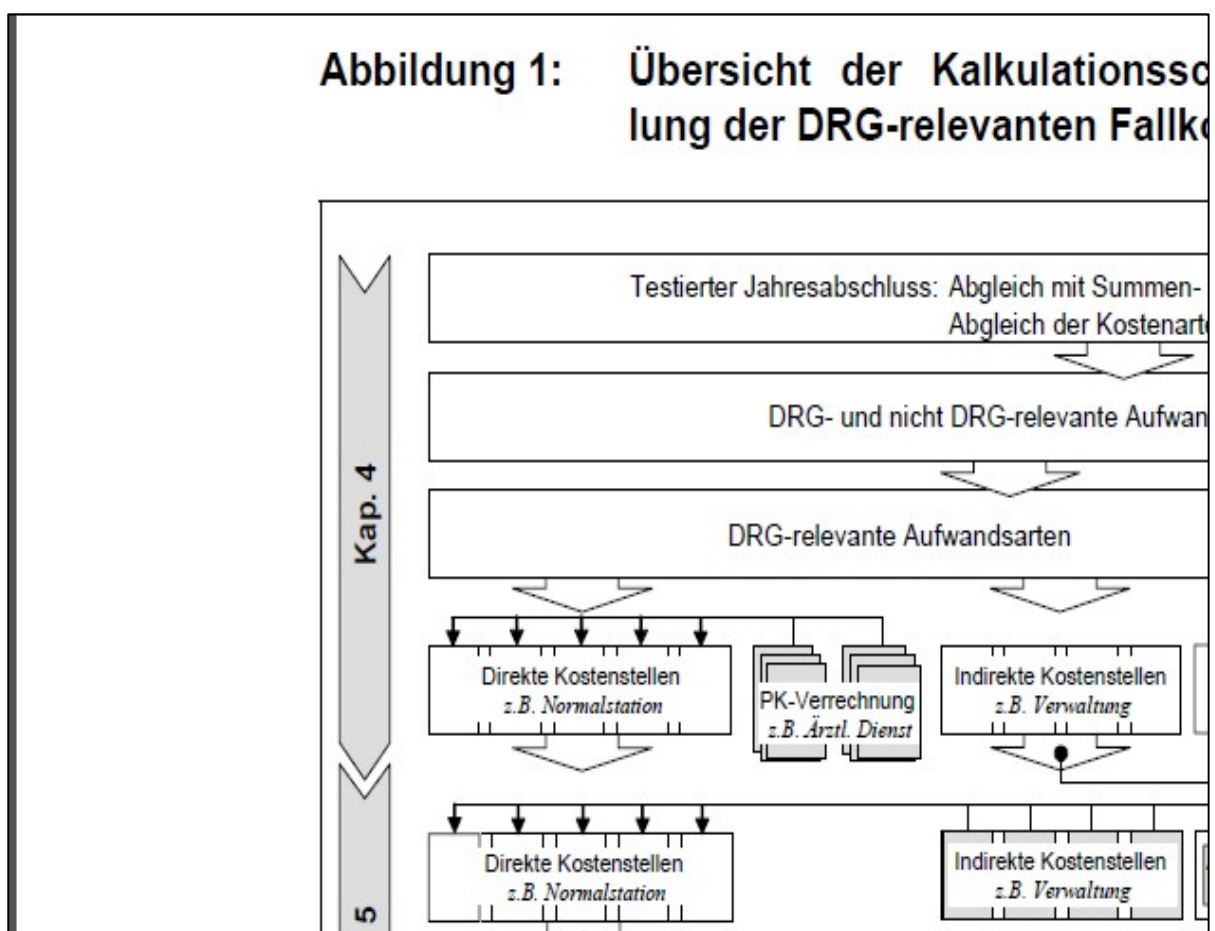 Abbildung 1: Übersicht der Kalkulationssc
lung der DRG-relevanten Fallko
Testierter Jahresabschluss: Abgleich mit Summen-
Abgleich der Kostenarte
DRG- und nicht DRG-relevante Aufwan
DRG-relevante Aufwandsarten
Kap. 4
Direkte Kostenstellen
z.B. Normalstation
PK-Verrechnung
z.B. Ärztl. Dienst
Indirekte Kostenstellen
z.B. Verwaltung
5
Direkte Kostenstellen
z.B. Normalstation
Indirekte Kostenstellen
z.B. Verwaltung